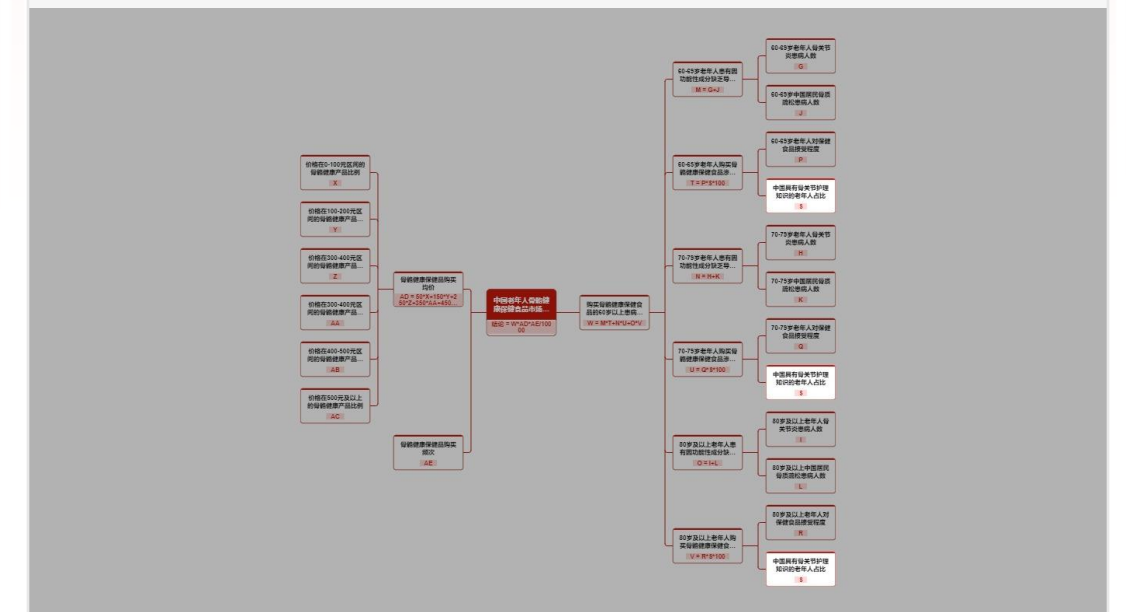 价格在0-100元区间的
骨骼健康产品比例
X
价格在100-200元区
间的骨骼健康产品...
Y
价格在300-400元区
间的骨骼健康产品...
Z
价格在300-400元区
间的骨骼健康产品...
AA
价格在400-500元区
间的骨骼健康产品...
AB
价格在500元及以上
的骨骼健康产品比例
AC
骨骼健康保健品购买
均价
AD = 50*X+150*Y+2
50*Z+350*AA+450...
骨骼健康保健品购买
频次
AE
中国老年人骨骼健
康保健食品市场...
结论 = W*AD*AE/100
00
购买骨骼健康保健食
品的60岁以上患病...
W = M*T+N*U+O*V
60-69岁老年人患有因
功能性成分缺乏导...
M = G+J
60-69岁老年人购买骨
骼健康保健食品渗...
T = P*S*100
70-79岁老年人患有因
功能性成分缺乏导...
N = H+K
70-79岁老年人购买骨
骼健康保健食品渗...
U = Q*S*100
80岁及以上老年人患
有因功能性成分缺...
O = I+L
80岁及以上老年人购
买骨骼健康保健食...
V = R*S*100
60-69岁老年人骨关节
炎患病人数
G
60-69岁中国居民骨质
疏松患病人数
J
60-69岁老年人对保健
食品接受程度
P
中国具有骨关节护理
知识的老年人占比
S
70-79岁老年人骨关节
炎患病人数
H
70-79岁中国居民骨质
疏松患病人数
K
70-79岁老年人对保健
食品接受程度
中国具有骨关节护理
知识的老年人占比
S
80岁及以上老年人骨
关节炎患病人数
I
80岁及以上中国居民
骨质疏松患病人数
L
80岁及以上老年人对
保健食品接受程度
R
中国具有骨关节护理
知识的老年人占比
S